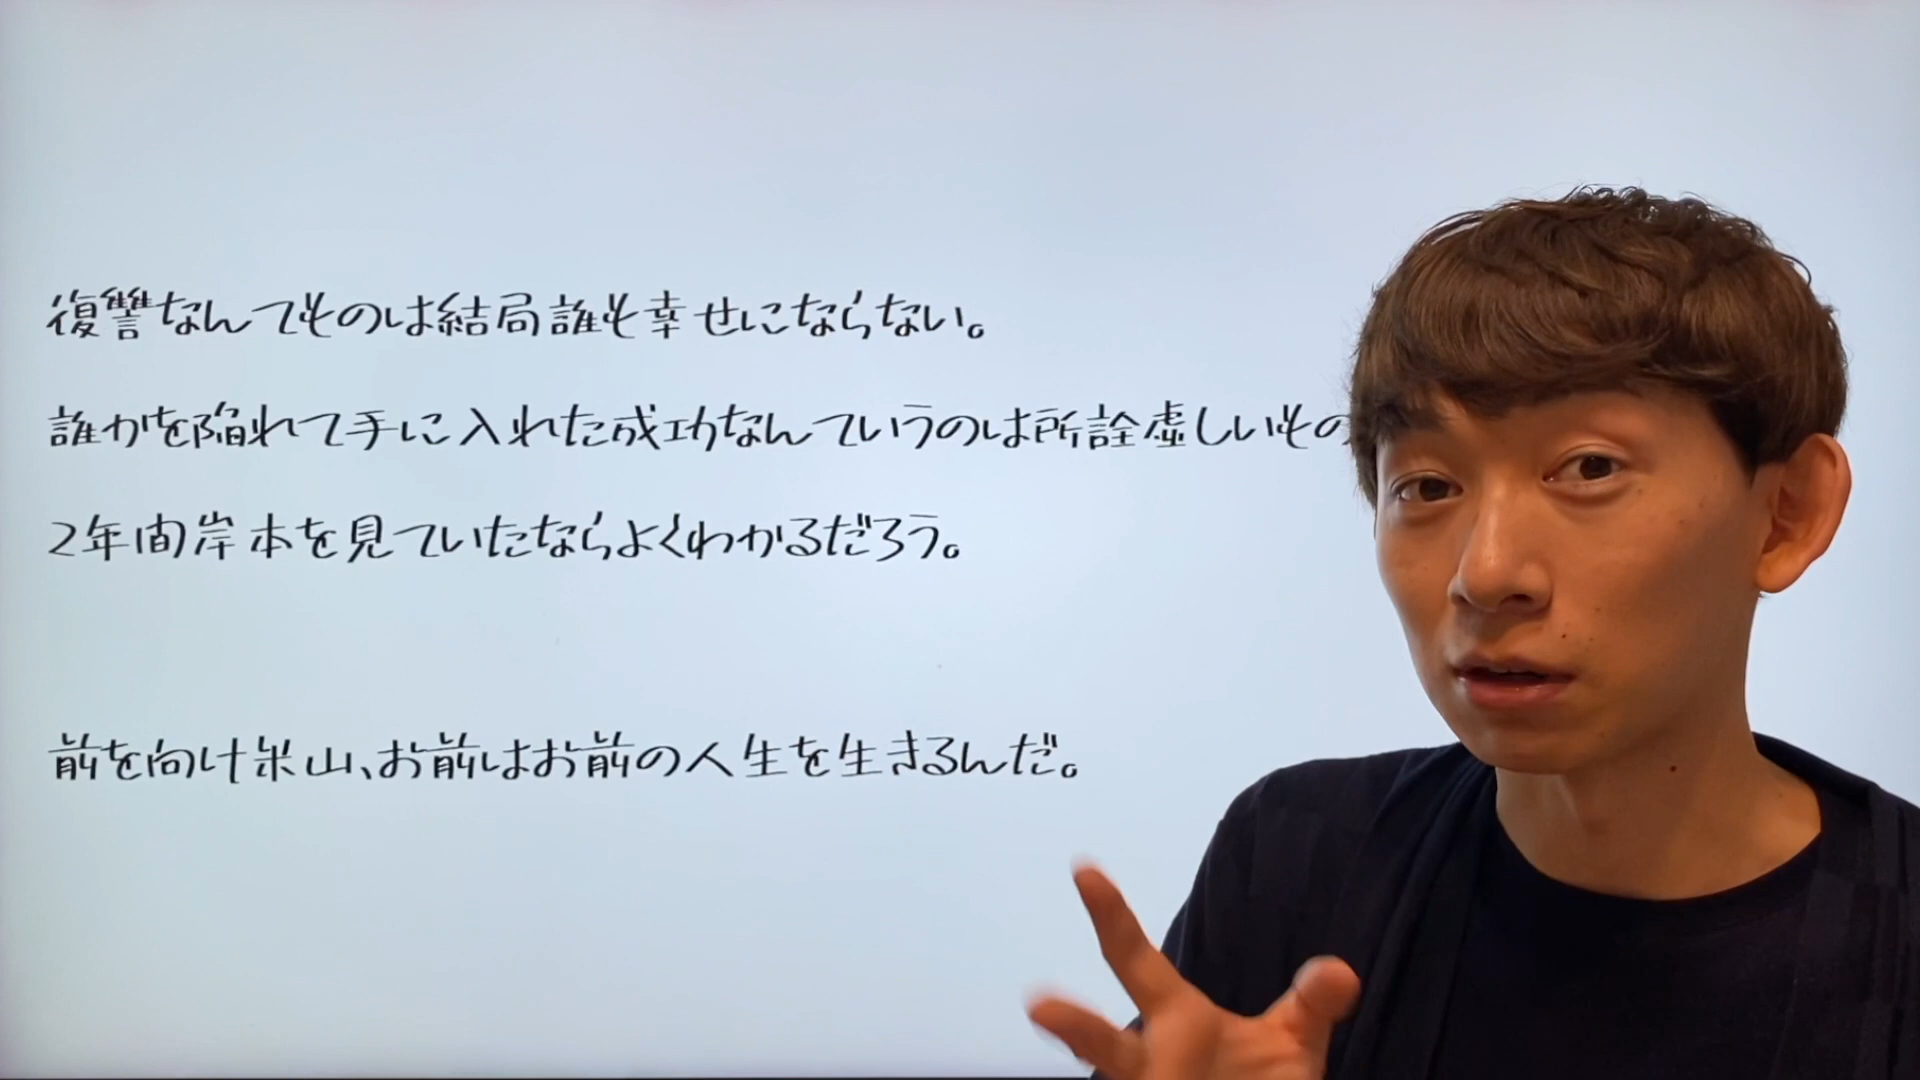 復讐なんてものは結局誰も幸せにならない。
誰かを陥れて手に入れた成功なんていうのは所詮虚しいもの
2年間岸本を見ていたならよくわかるだろう。
前を向け米山、お前はお前の人生を生きるんだ。